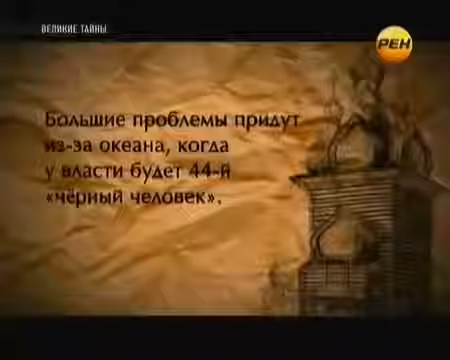 ВЕЛИКИЕ ТАЙНЫ
РЕН
Большие проблемы придут
из-за океана, когда
у власти будет 44-й
«чёрный человек».